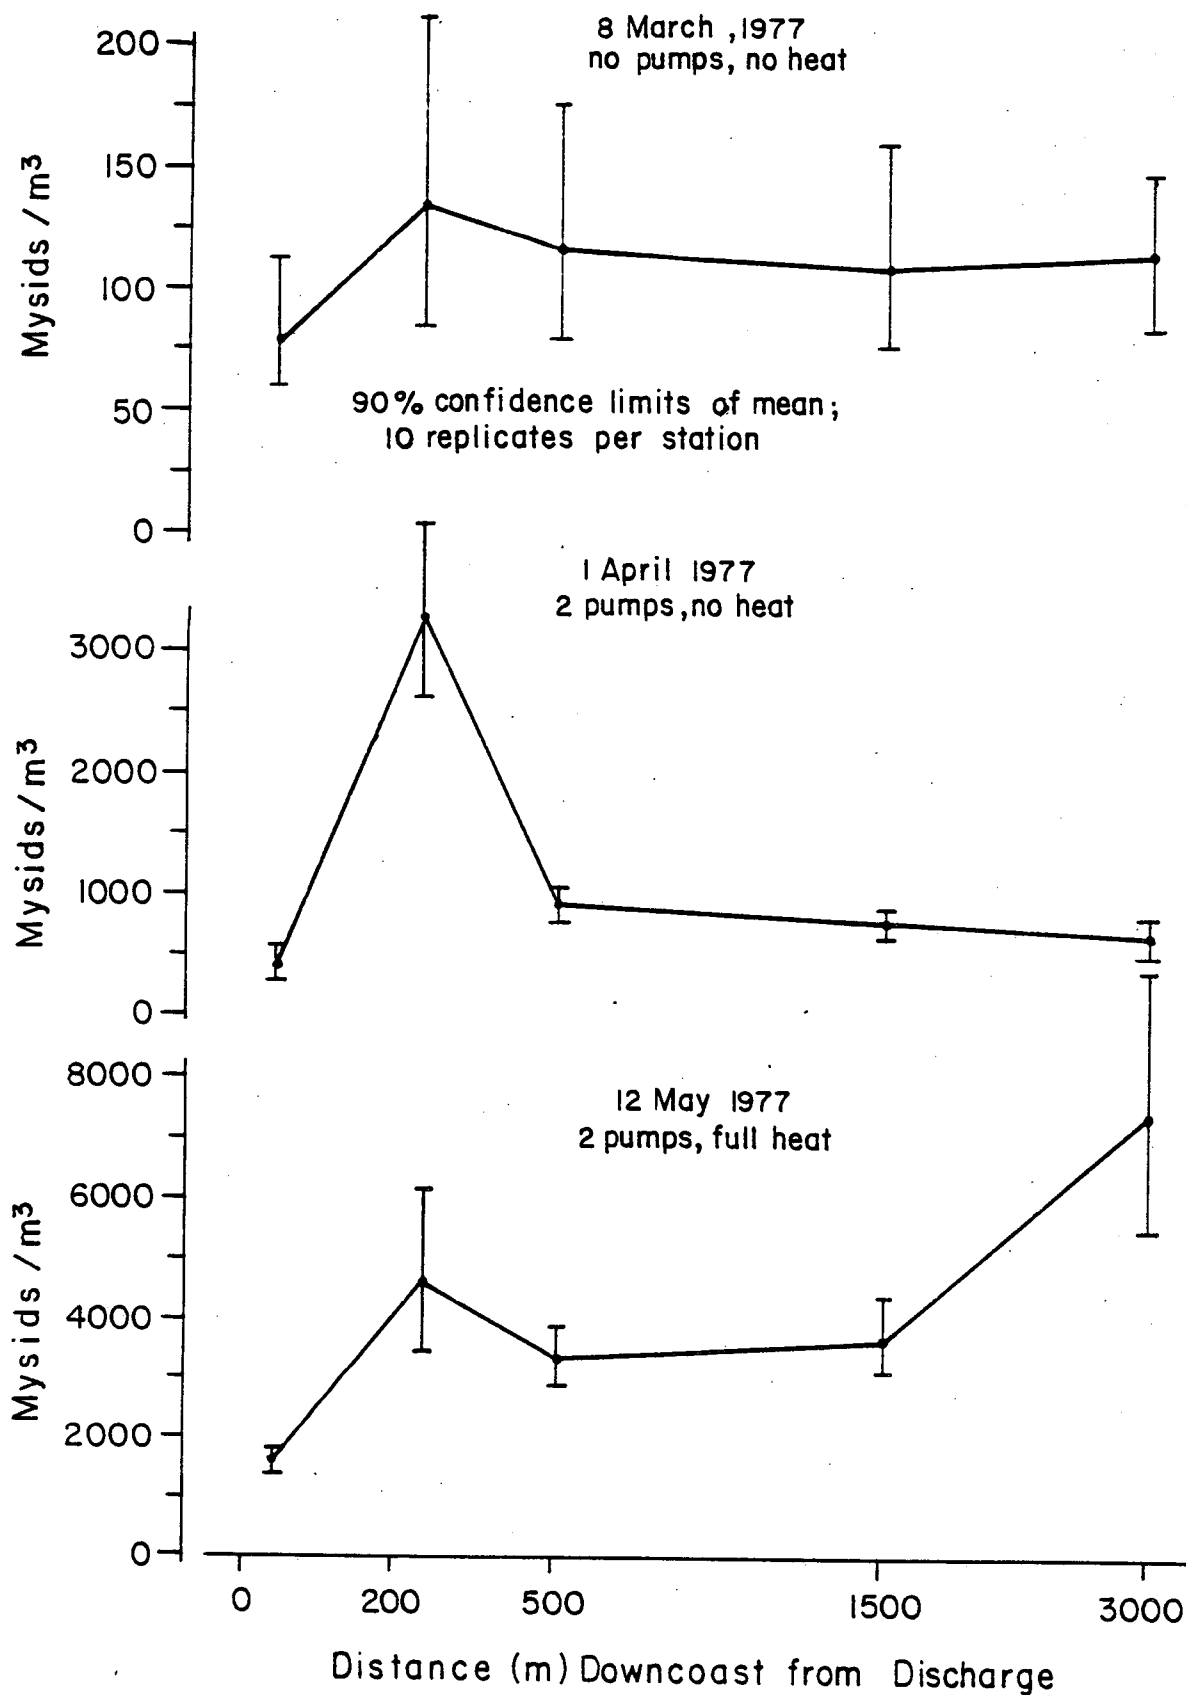 8 March ,1977
no pumps, no heat
200
150
100
50
0
Mysids / m³
90% confidence limits of mean;
10 replicates per station
1 April 1977
2 pumps ,no heat
3000
2000
1000
0
Mysids / m³
12 May 1977
2 pumps, full heat
8000
6000
4000
2000
0
Mysids / m³
0 200 500 1500 3000
Distance (m) Downcoast from Discharge